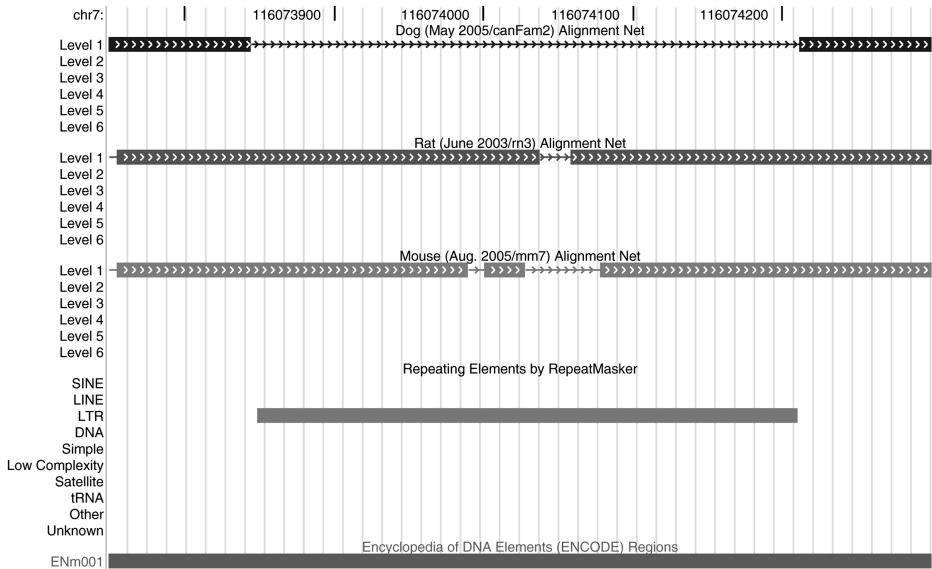 chr7: 116073900 116074000 116074100 116074200
Dog (May 2005/canFam2) Alignment Net
Level 1
Level 2
Level 3
Level 4
Level 5
Level 6
Rat (June 2003/rn3) Alignment Net
Level 1
Level 2
Level 3
Level 4
Level 5
Level 6
Mouse (Aug. 2005/mm7) Alignment Net
Level 1
Level 2
Level 3
Level 4
Level 5
Level 6
Repeating Elements by RepeatMasker
SINE
LINE
LTR
DNA
Simple
Low Complexity
Satellite
tRNA
Other
Unknown
Encyclopedia of DNA Elements (ENCODE) Regions
ENm001